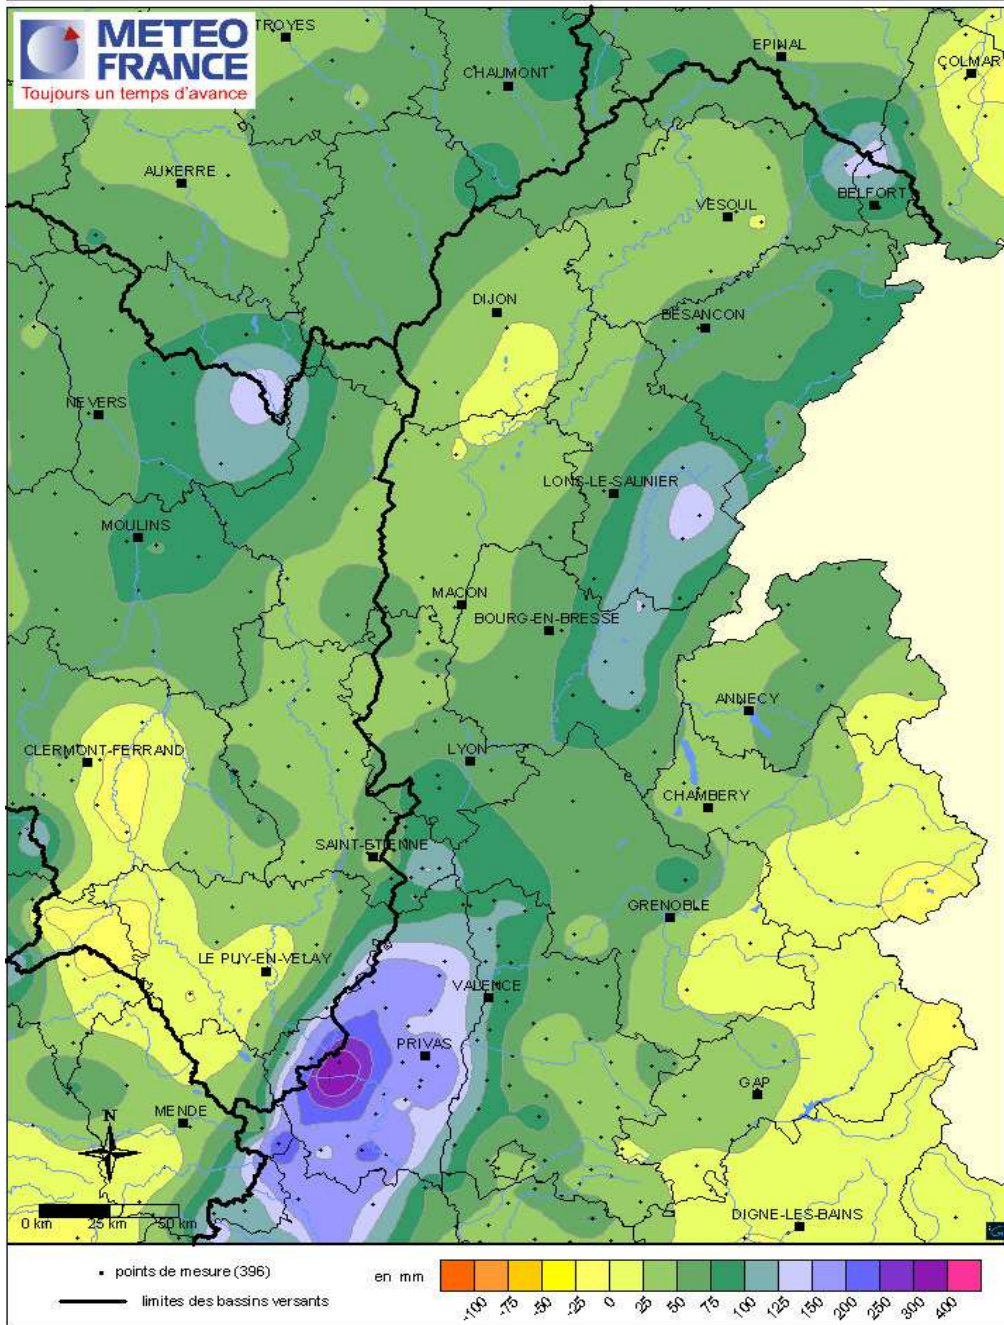 METEO
FRANCE
Toujours un temps d'avance
TROYES
EPINAL
COLMAR
CHAUMONT
AUXERRE
BELFORT
VESOUL
DIJON
BESANCON
NEVERS
LONS-LE-SAUNIER
MOULINS
MACON
BOURG-EN-BRESSE
ANNECY
CLERMONT-FERRAND
LYON
CHAMBERY
SAINT-ETIENNE
GRENOBLE
LE PUY-EN-VELAY
VALENCE
PRIVAS
GAP
N
MENDE
0 km 25 km 50 km
DIGNE-LES-BAINS
points de mesure (396)
limites des bassins versants
en mm
-100 -75 -50 -25 0 25 50 75 100 125 150 200 250 300 400